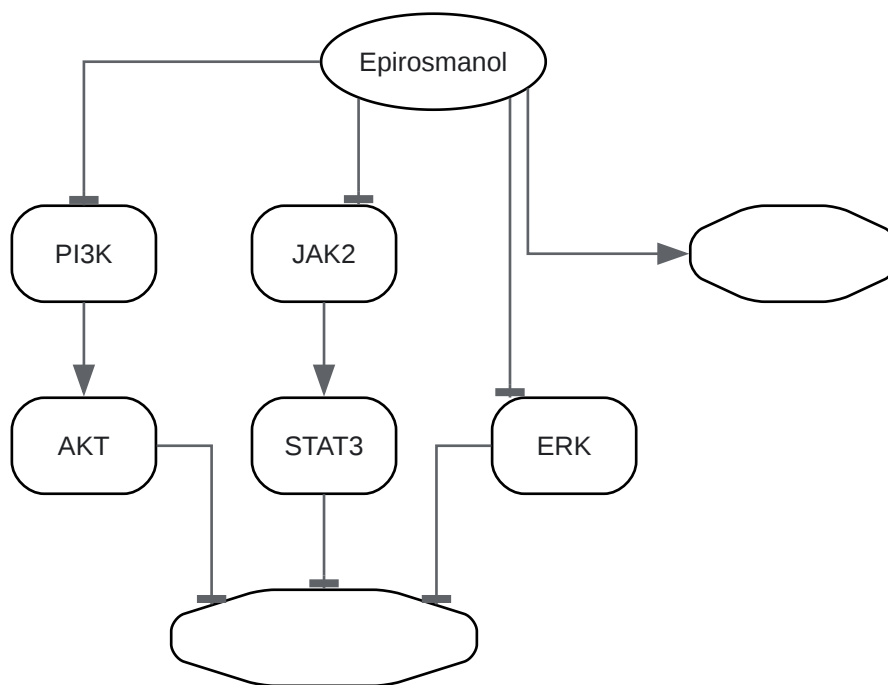 Epirosmanol
PI3K
JAK2
AKT
STAT3
ERK